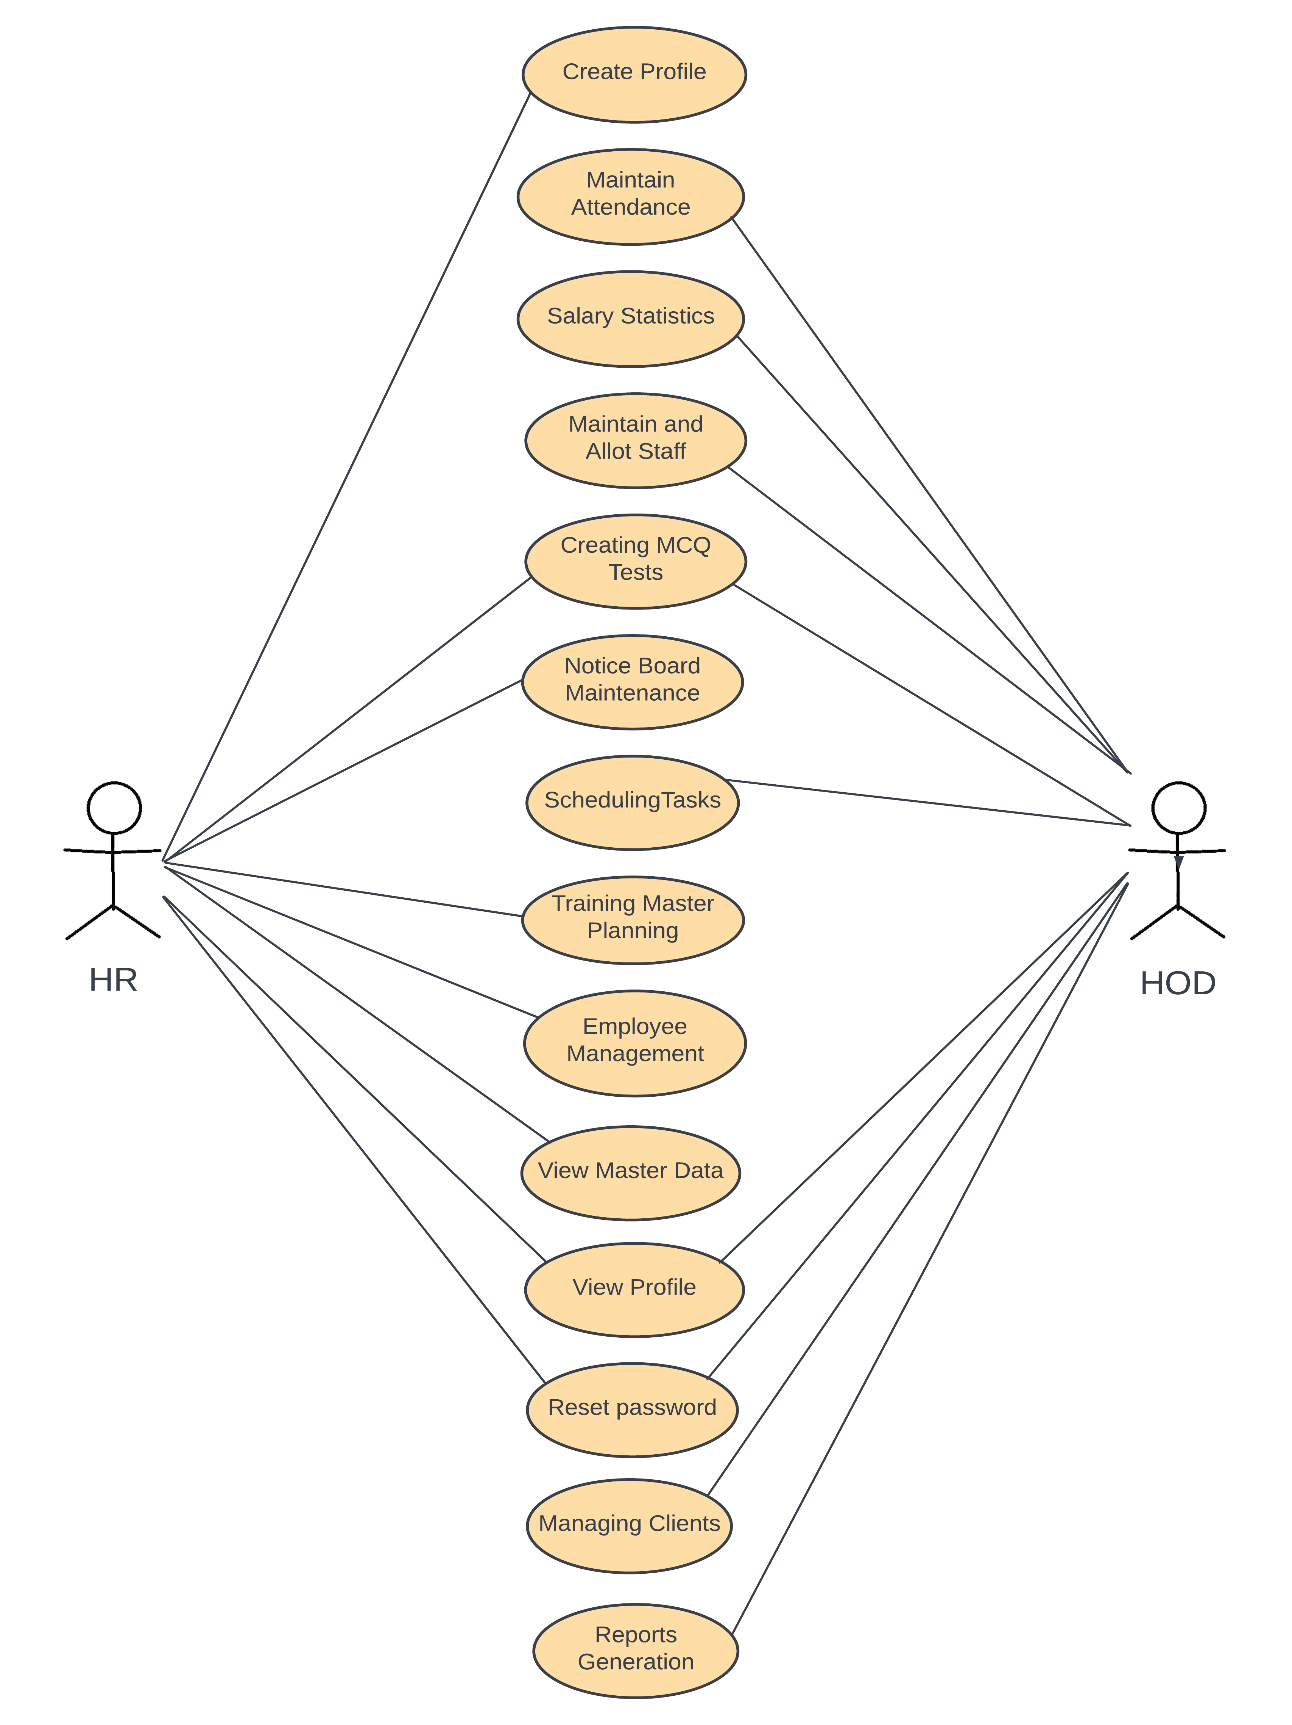 Create Profile
Maintain
Attendance
Salary Statistics
Maintain and
Allot Staff
Creating MCQ
Tests
Notice Board
Maintenance
SchedulingTasks
Training Master
Planning
HR
HOD
Employee
Management
View Master Data
View Profile
Reset password
Managing Clients
Reports
Generation